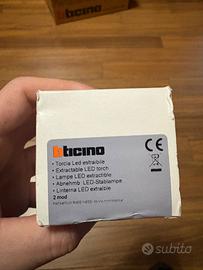 bticino
• Torcia Led estraibile
• Extractable LED torch
• Lampe LED extractible
• Abnehmb. LED-Stablampe
• Linterna LED extraíble
2 mod
CE
subito